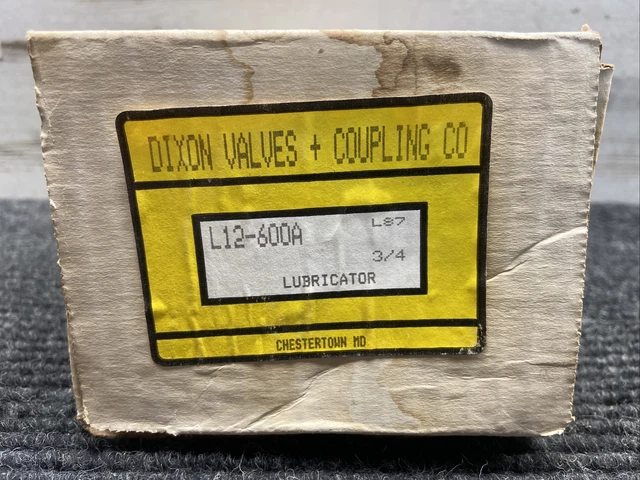 DIXON VALVES + COUPLING CO
L12-600A L87
3/4
LUBRICATOR
CHESTERTOWN MD